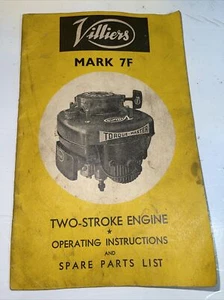 Villiers
MARK 7F
TORQUE MASTER
TWO-STROKE ENGINE
★
OPERATING INSTRUCTIONS
AND
SPARE PARTS LIST